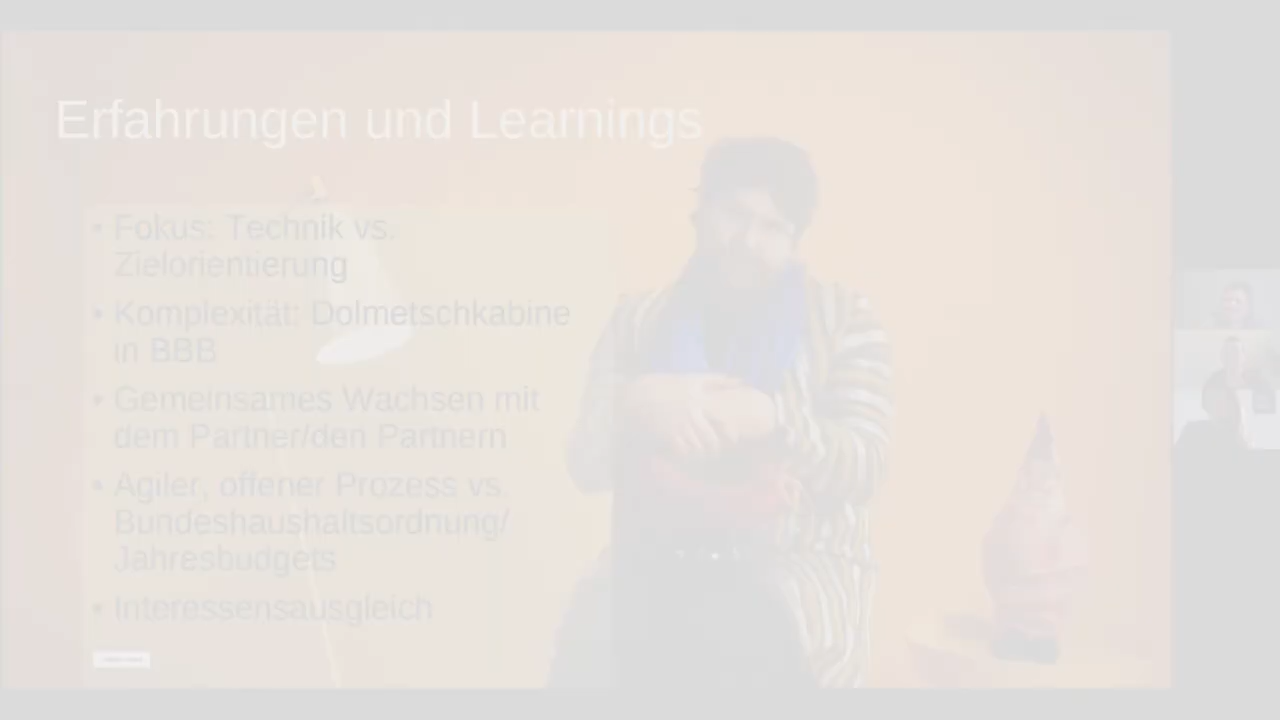 Erfahrungen und Learnings
• Fokus: Technik vs.
Zielorientierung
• Komplexität: Dolmetschkabine
in BBB
• Gemeinsames Wachsen mit
dem Partner/den Partnern
• Agiler, offener Prozess vs.
Bundeshaushaltsordnung/
Jahresbudgets
• Interessensausgleich